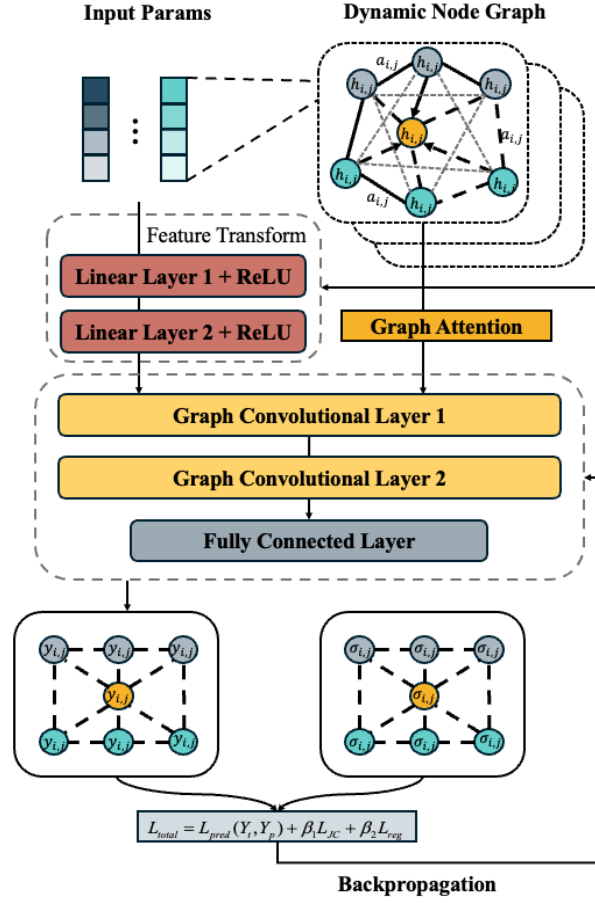 Input Params
Dynamic Node Graph
a_{i,j}
h_{i,j}
h_{i,j} h_{i,j}
h_{i,j} a_{i,j}
h_{i,j} h_{i,j}
a_{i,j} h_{i,j}
Feature Transform
Linear Layer 1 + ReLU
Linear Layer 2 + ReLU
Graph Attention
Graph Convolutional Layer 1
Graph Convolutional Layer 2
Fully Connected Layer
y_{i,j} y_{i,j} y_{i,j}
y_{i,j}
y_{i,j} y_{i,j} y_{i,j}
σ_{i,j} σ_{i,j} σ_{i,j}
σ_{i,j}
σ_{i,j} σ_{i,j} σ_{i,j}
L_{total} = L_{pred}(Y_t, Y_p) + β_1 L_{JC} + β_2 L_{reg}
Backpropagation